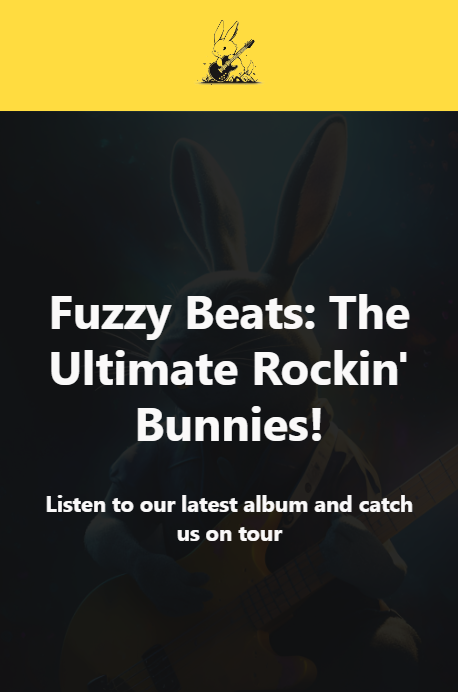 Fuzzy Beats: The
Ultimate Rockin'
Bunnies!
Listen to our latest album and catch
us on tour